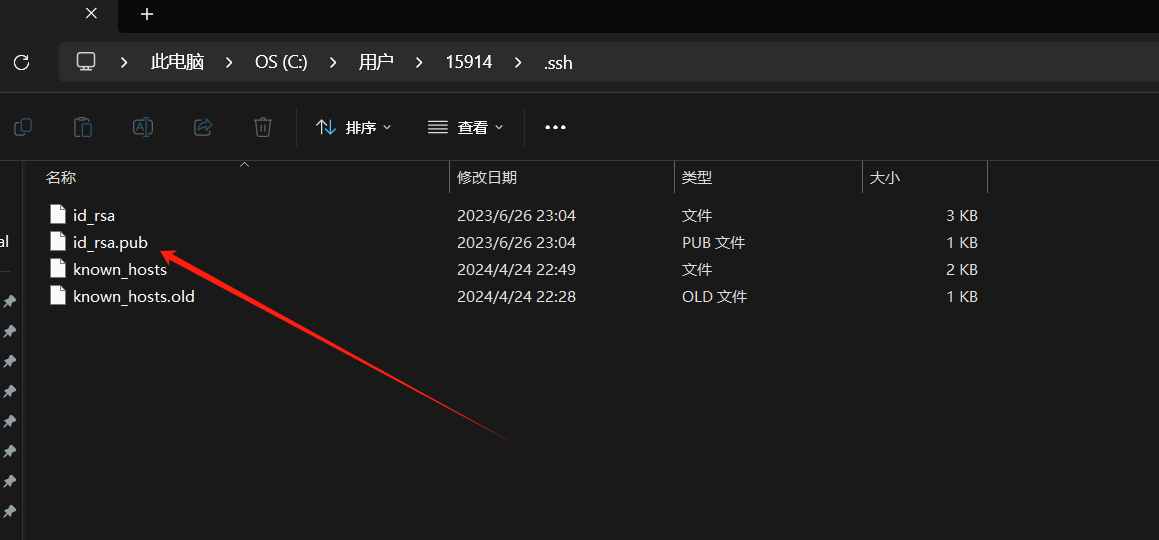 此电脑 OS (C:) 用户 15914 .ssh
排序 查看
名称 修改日期 类型 大小
id_rsa 2023/6/26 23:04 文件 3 KB
al
id_rsa.pub 2023/6/26 23:04 PUB 文件 1 KB
known_hosts 2024/4/24 22:49 文件 2 KB
known_hosts.old 2024/4/24 22:28 OLD 文件 1 KB